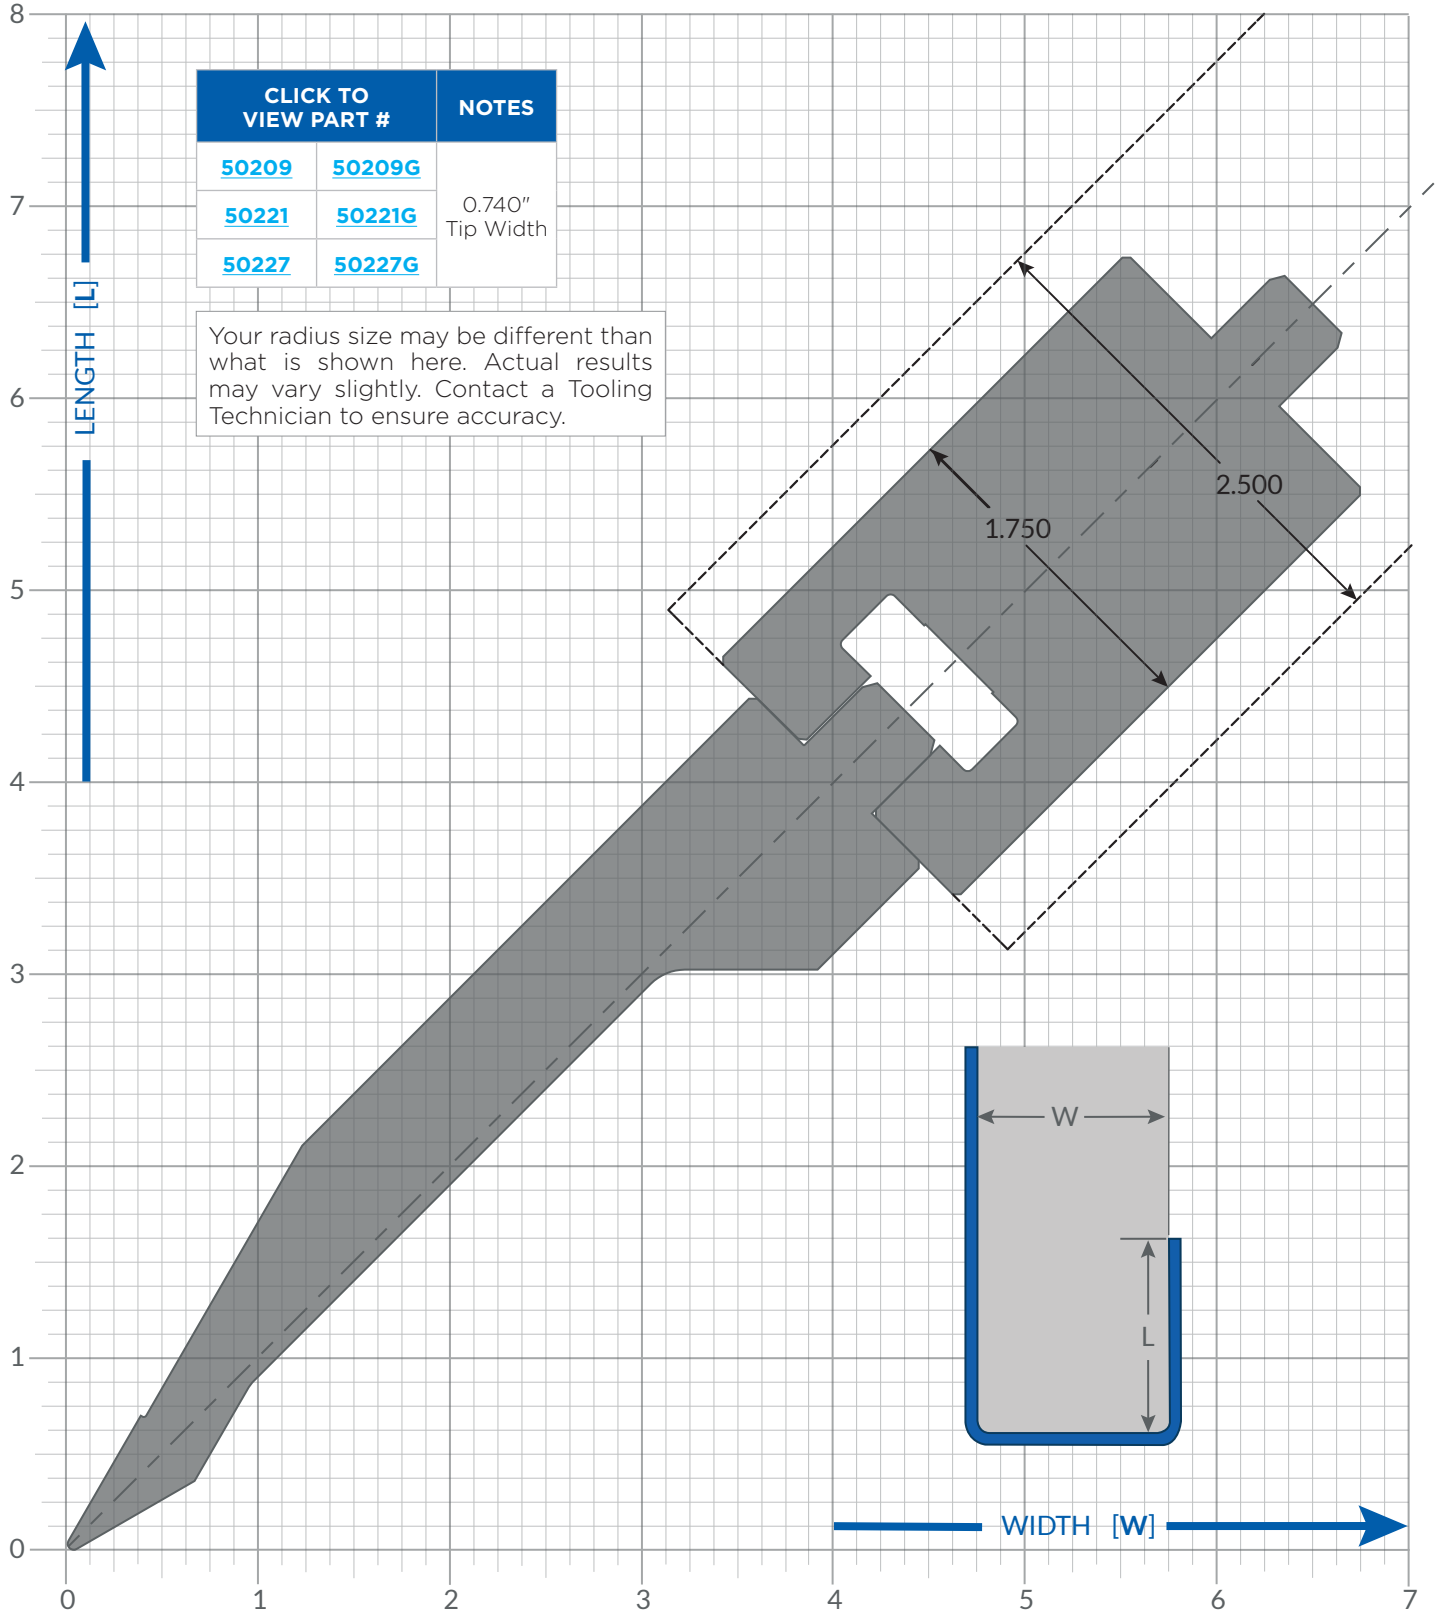 8
7
6
5
4
3
2
1
0
LENGTH [L]
CLICK TO
VIEW PART #
NOTES
50209
50209G
50221
50221G
50227
50227G
0.740"
Tip Width
Your radius size may be different than
what is shown here. Actual results
may vary slightly. Contact a Tooling
Technician to ensure accuracy.
2.500
1.750
W
L
WIDTH [W]
0
1
2
3
4
5
6
7